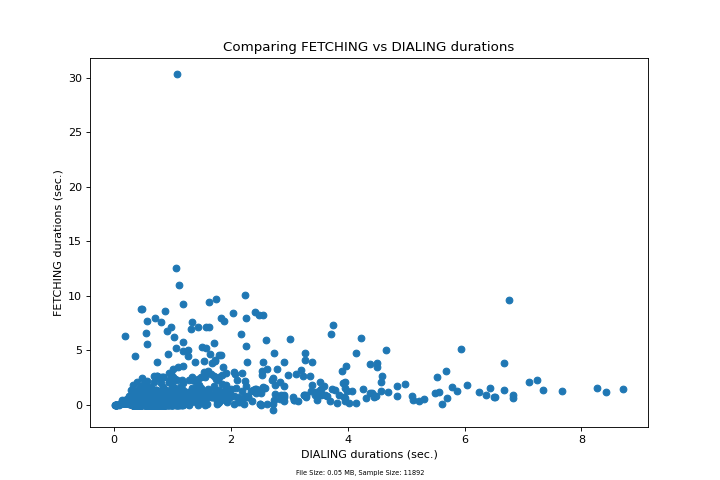 Comparing FETCHING vs DIALING durations
30
25
20
15
10
5
0
FETCHING durations (sec.)
0 2 4 6 8
DIALING durations (sec.)
File Size: 0.05 MB, Sample Size: 11892